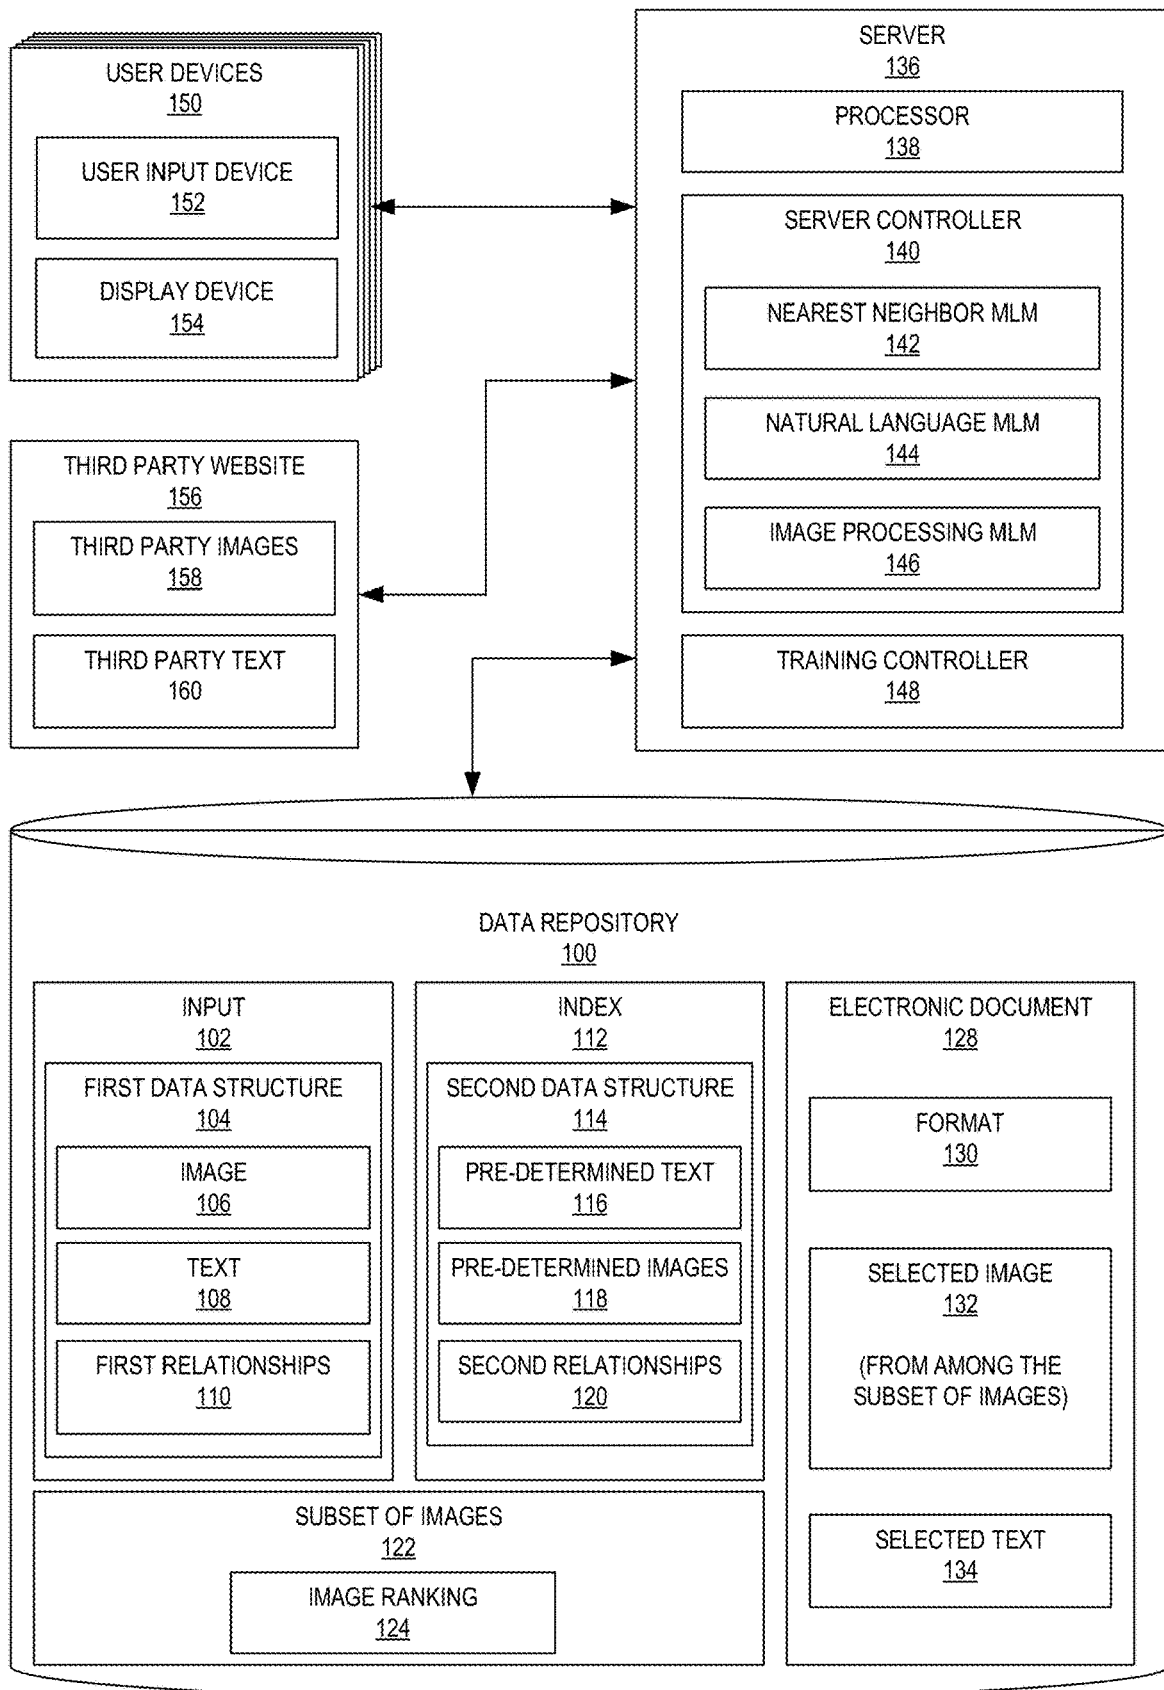 USER DEVICES
150
USER INPUT DEVICE
152
DISPLAY DEVICE
154
THIRD PARTY WEBSITE
156
THIRD PARTY IMAGES
158
THIRD PARTY TEXT
160
SERVER
136
PROCESSOR
138
SERVER CONTROLLER
140
NEAREST NEIGHBOR MLM
142
NATURAL LANGUAGE MLM
144
IMAGE PROCESSING MLM
146
TRAINING CONTROLLER
148
DATA REPOSITORY
100
INPUT
102
FIRST DATA STRUCTURE
104
IMAGE
106
TEXT
108
FIRST RELATIONSHIPS
110
INDEX
112
SECOND DATA STRUCTURE
114
PRE-DETERMINED TEXT
116
PRE-DETERMINED IMAGES
118
SECOND RELATIONSHIPS
120
SUBSET OF IMAGES
122
IMAGE RANKING
124
ELECTRONIC DOCUMENT
128
FORMAT
130
SELECTED IMAGE
132
(FROM AMONG THE
SUBSET OF IMAGES)
SELECTED TEXT
134